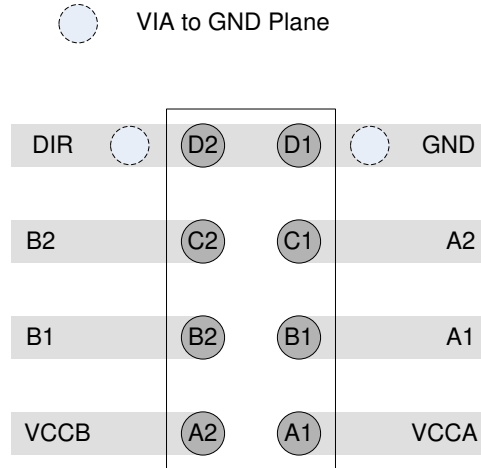 VIA to GND Plane
DIR D2 D1 GND
B2 C2 C1 A2
B1 B2 B1 A1
VCCB A2 A1 VCCA